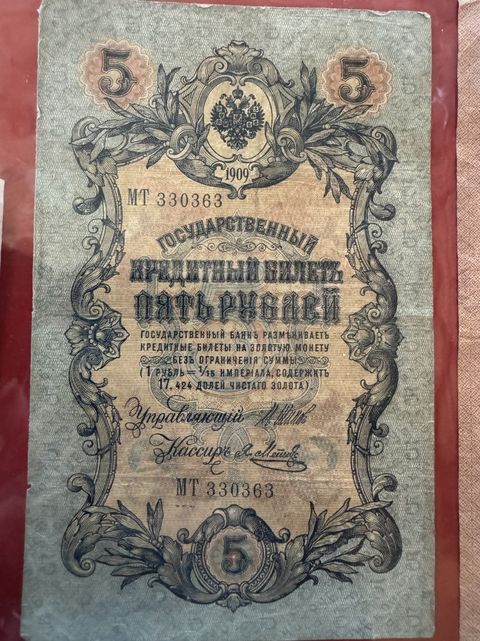 5 5
1909
МТ 330363
ГОСУДАРСТВЕННЫЙ
КРЕДИТНЫЙ БИЛЕТЪ
ПЯТЬ РУБЛЕЙ
ГОСУДАРСТВЕННЫЙ БАНКЪ РАЗМѢНИВАЕТЪ
КРЕДИТНЫЕ БИЛЕТЫ НА ЗОЛОТУЮ МОНЕТУ
БЕЗЪ ОГРАНИЧЕНІЯ СУММЫ
(1 РУБЛЬ = 1/15 ИМПЕРІАЛА, СОДЕРЖИТЪ
17,424 ДОЛЕЙ ЧИСТАГО ЗОЛОТА).
Управляющій
Кассиръ
МТ 330363
5